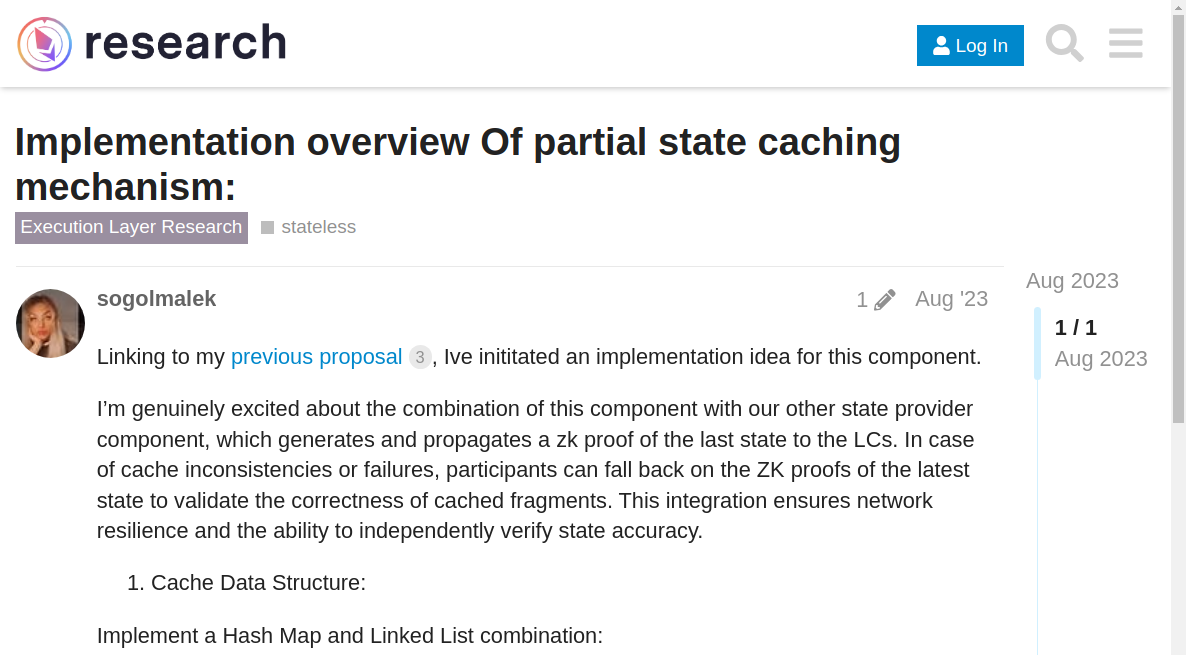 research
Log In
Implementation overview Of partial state caching
mechanism:
Execution Layer Research
stateless
sogolmalek
1
Aug '23
Linking to my previous proposal 3, Ive inititated an implementation idea for this component.
I’m genuinely excited about the combination of this component with our other state provider
component, which generates and propagates a zk proof of the last state to the LCs. In case
of cache inconsistencies or failures, participants can fall back on the ZK proofs of the latest
state to validate the correctness of cached fragments. This integration ensures network
resilience and the ability to independently verify state accuracy.
1. Cache Data Structure:
Implement a Hash Map and Linked List combination:
Aug 2023
1 / 1
Aug 2023